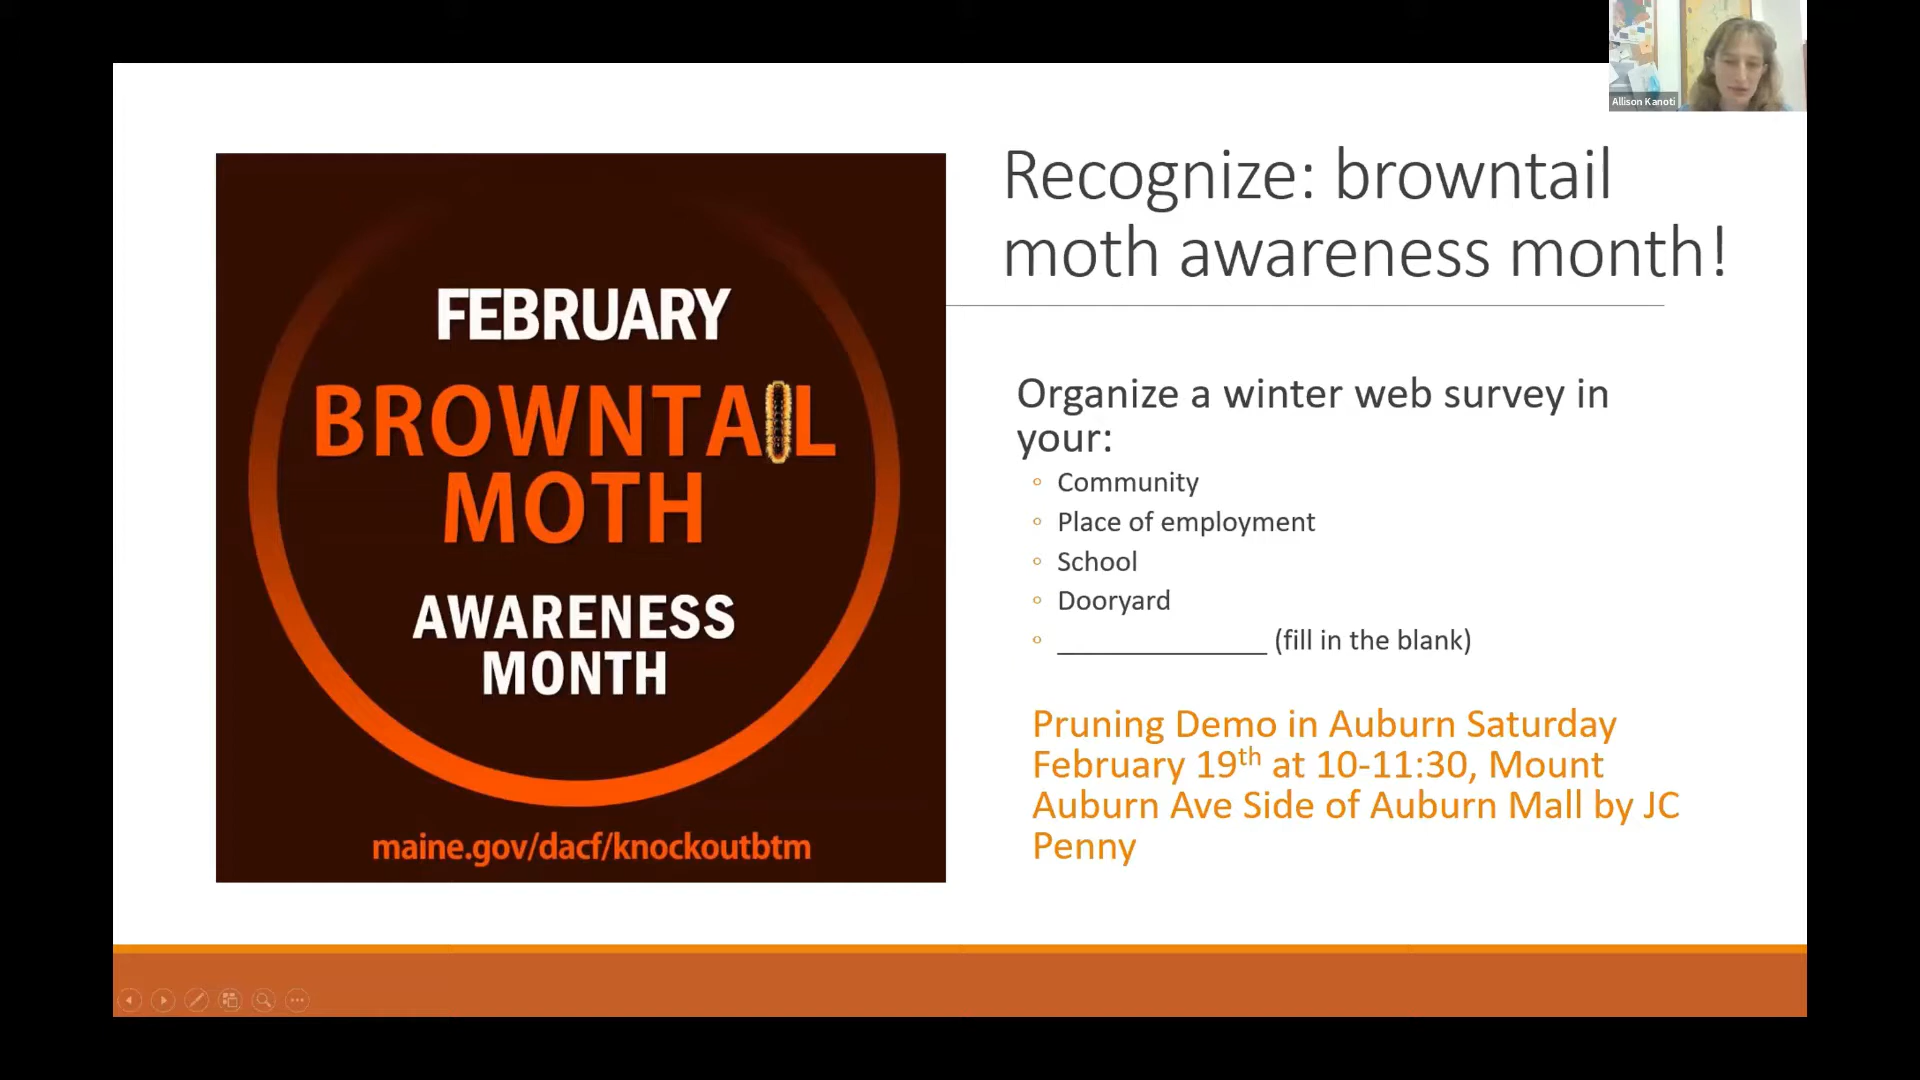 Allison Kanoti
Recognize: browntail
moth awareness month!
FEBRUARY
BROWNTAIL
MOTH
AWARENESS
MONTH
maine.gov/dacf/knockoutbtm
Organize a winter web survey in
your:
Community
Place of employment
School
Dooryard
_______________ (fill in the blank)
Pruning Demo in Auburn Saturday
February 19th at 10-11:30, Mount
Auburn Ave Side of Auburn Mall by JC
Penny